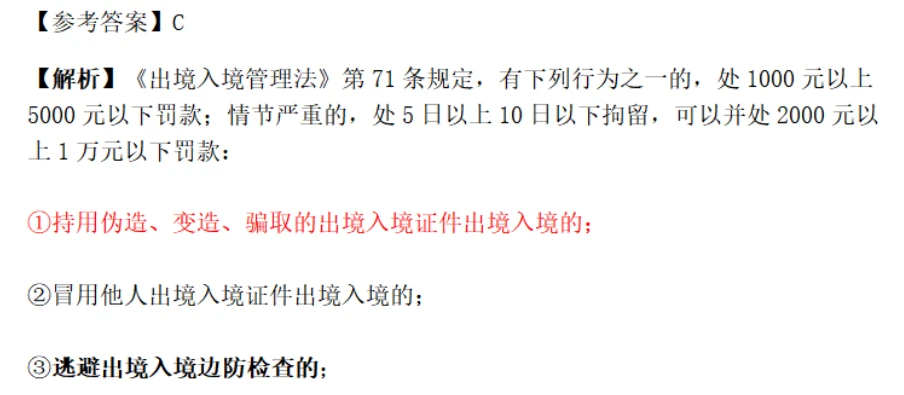 【参考答案】C
【解析】《出境入境管理法》第 71 条规定，有下列行为之一的，处 1000 元以上
5000 元以下罚款；情节严重的，处 5 日以上 10 日以下拘留，可以并处 2000 元以
上 1 万元以下罚款：
①持用伪造、变造、骗取的出境入境证件出境入境的；
②冒用他人出境入境证件出境入境的；
③逃避出境入境边防检查的；